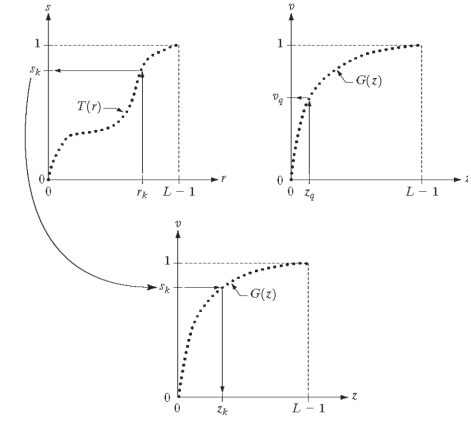 s
1
s_k
T(r)
0
0
r_k
L − 1
r
v
1
v_q
G(z)
0
0
z_q
L − 1
z
v
1
s_k
G(z)
0
0
z_k
L − 1
z